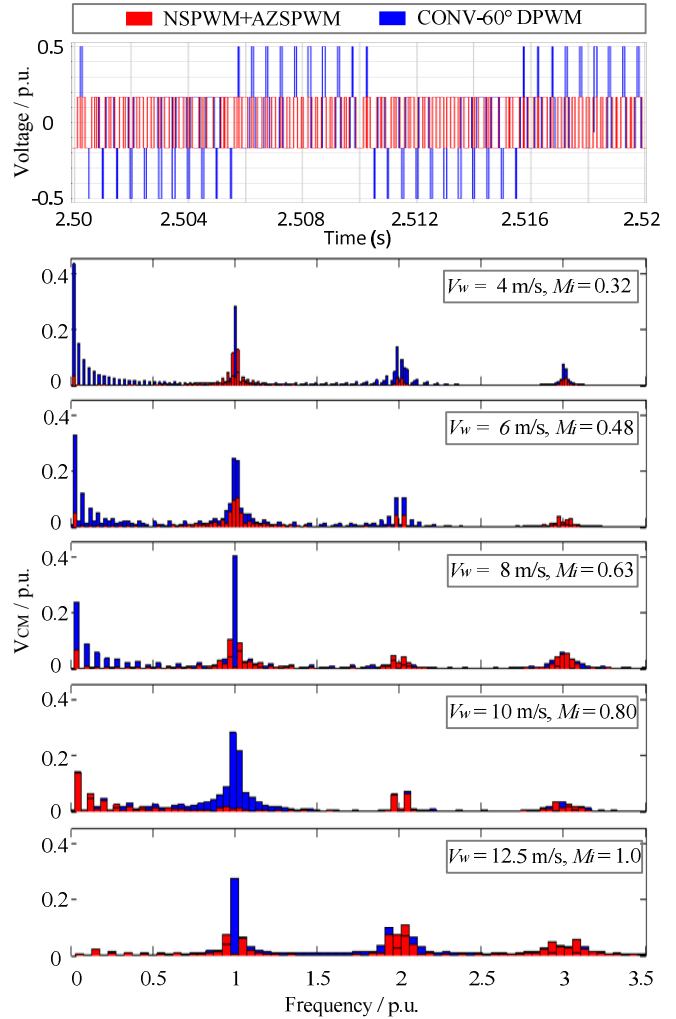 NSPWM+AZSPWM CONV-60° DPWM
Voltage / p.u.
0.5
0
-0.5
2.50 2.504 2.508 2.512 2.516 2.52
Time (s)
VCM / p.u.
0.4
0.2
0
Vw = 4 m/s, Mi = 0.32
0.4
0.2
0
Vw = 6 m/s, Mi = 0.48
0.4
0.2
0
Vw = 8 m/s, Mi = 0.63
0.4
0.2
0
Vw = 10 m/s, Mi = 0.80
0.4
0.2
0
Vw = 12.5 m/s, Mi = 1.0
0 0.5 1 1.5 2 2.5 3 3.5
Frequency / p.u.